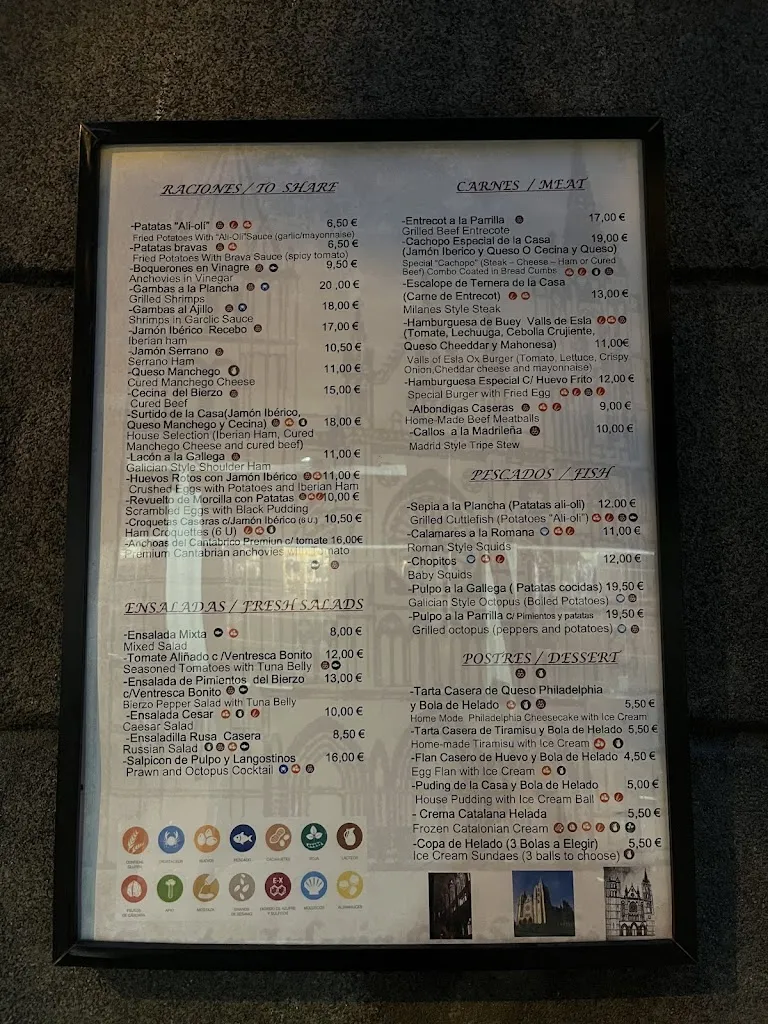 RACIONES / TO SHARE
-Patatas "Ali-oli" 6,50 €
Fried Potatoes With "Ali-Oli"Sauce (garlic/mayonnaise)
-Patatas bravas 6,50 €
Fried Potatoes With Brava Sauce (spicy tomato)
-Boquerones en Vinagre 9,50 €
Anchovies in Vinegar
-Gambas a la Plancha 20 ,00 €
Grilled Shrimps
-Gambas al Ajillo 18,00 €
Shrimps in Garclic Sauce
-Jamón Ibérico Recebo 17,00 €
Iberian ham
-Jamón Serrano 10,50 €
Serrano Ham
-Queso Manchego 11,00 €
Cured Manchego Cheese
-Cecina del Bierzo 15,00 €
Cured Beef
-Surtido de la Casa(Jamón Ibérico,
Queso Manchego y Cecina) 18,00 €
House Selection (Iberian Ham, Cured
Manchego Cheese and cured beef)
-Lacón a la Gallega 11,00 €
Galician Style Shoulder Ham
-Huevos Rotos con Jamón Ibérico 11,00 €
Crushed Eggs with Potatoes and Iberian Ham
-Revuelto de Morcilla con Patatas 10,00 €
Scrambled Eggs with Black Pudding
-Croquetas Caseras c/Jamón Ibérico (6 U.) 10,50 €
Ham Croquettes (6 U)
-Anchoas del Cantabrico Premiun c/ tomate 16,00€
Premium Cantabrian anchovies with tomato
ENSALADAS / FRESH SALADS
-Ensalada Mixta 8,00 €
Mixed Salad
-Tomate Aliñado c /Ventresca Bonito 12,00 €
Seasoned Tomatoes with Tuna Belly
-Ensalada de Pimientos del Bierzo 13,00 €
c/Ventresca Bonito
Bierzo Pepper Salad with Tuna Belly
-Ensalada Cesar 10,00 €
Caesar Salad
-Ensaladilla Rusa Casera 8,50 €
Russian Salad
-Salpicon de Pulpo y Langostinos 16,00 €
Prawn and Octopus Cocktail
CARNES / MEAT
-Entrecot a la Parrilla 17,00 €
Grilled Beef Entrecote
-Cachopo Especial de la Casa 19,00 €
(Jamón Iberico y Queso O Cecina y Queso)
Special "Cachopo" (Steak – Cheese – Ham or Cured
Beef) Combo Coated in Bread Cumbs
-Escalope de Ternera de la Casa
(Carne de Entrecot) 13,00 €
Milanes Style Steak
-Hamburguesa de Buey Valls de Esla
(Tomate, Lechuuga, Cebolla Crujiente,
Queso Cheeddar y Mahonesa) 11,00€
Valls of Esla Ox Burger (Tomato, Lettuce, Crispy
Onion,Cheddar cheese and mayonnaise)
-Hamburguesa Especial C/ Huevo Frito 12,00 €
Special Burger with Fried Egg
-Albondigas Caseras 9,00 €
Home-Made Beef Meatballs
-Callos a la Madrileña 10,00 €
Madrid Style Tripe Stew
PESCADOS / FISH
-Sepia a la Plancha (Patatas ali-oli) 12.00 €
Grilled Cuttlefish (Potatoes "Ali-oli")
-Calamares a la Romana 11,00 €
Roman Style Squids
-Chopitos 12,00 €
Baby Squids
-Pulpo a la Gallega ( Patatas cocidas) 19,50 €
Galician Style Octopus (Boiled Potatoes)
-Pulpo a la Parrilla c/ Pimientos y patatas 19,50 €
Grilled octopus (peppers and potatoes)
POSTRES / DESSERT
-Tarta Casera de Queso Philadelphia
y Bola de Helado 5,50 €
Home Mode Philadelphia Cheesecake with Ice Cream
-Tarta Casera de Tiramisu y Bola de Helado 5,50 €
Home-made Tiramisu with Ice Cream
-Flan Casero de Huevo y Bola de Helado 4,50 €
Egg Flan with Ice Cream
-Puding de la Casa y Bola de Helado 5,00 €
House Pudding with Ice Cream Ball
- Crema Catalana Helada 5,50 €
Frozen Catalonian Cream
-Copa de Helado (3 Bolas a Elegir) 5,50 €
Ice Cream Sundaes (3 balls to choose)